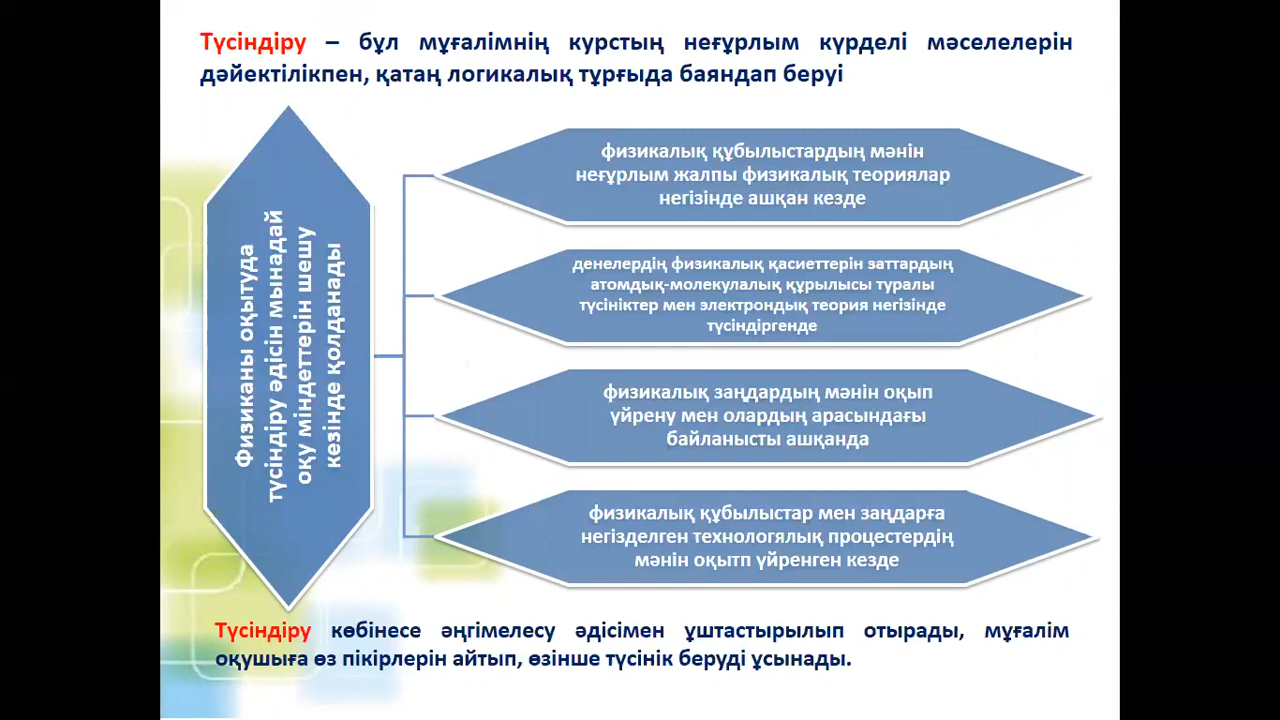 Түсіндіру – бұл мұғалімнің курстың неғұрлым күрделі мәселелерін
дәйектілікпен, қатаң логикалық тұрғыда баяндап беруі
Физиканы оқытуда
түсіндіру әдісін мынадай
оқу міндеттерін шешу
кезінде қолданады
физикалық құбылыстардың мәнін
неғұрлым жалпы физикалық теориялар
негізінде ашқан кезде
денелердің физикалық қасиеттерін заттардың
атомдық-молекулалық құрылысы туралы
түсініктер мен электрондық теория негізінде
түсіндіргенде
физикалық заңдардың мәнін оқып
үйрену мен олардың арасындағы
байланысты ашқанда
физикалық құбылыстар мен заңдарға
негізделген технологялық процестердің
мәнін оқытп үйренген кезде
Түсіндіру көбінесе әңгімелесу әдісімен ұштастырылып отырады, мұғалім
оқушыға өз пікірлерін айтып, өзінше түсінік беруді ұсынады.